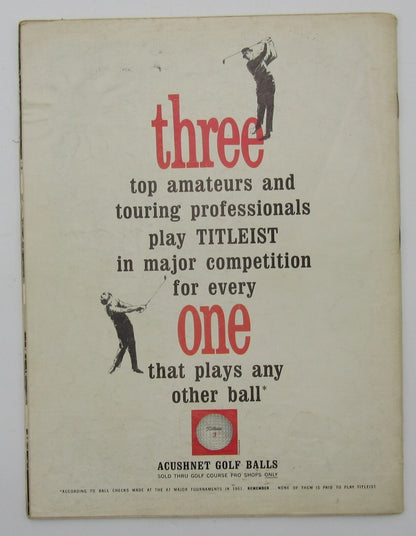 three
top amateurs and
touring professionals
play TITLEIST
in major competition
for every
one
that plays any
other ball*
Titleist
3
ACUSHNET GOLF BALLS
SOLD THRU GOLF COURSE PRO SHOPS ONLY
*ACCORDING TO BALL CHECKS MADE AT THE 41 MAJOR TOURNAMENTS IN 1961. REMEMBER... NONE OF THEM IS PAID TO PLAY TITLEIST